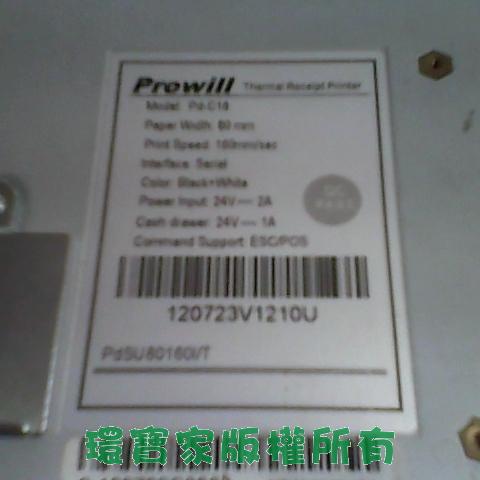 Prowill Thermal Receipt Printer
Model: Pd-C18
Paper Width: 80 mm
Print Speed: 160mm/sec
Interface: Serial
Color: Black+White
Power Input: 24V⎓2A
Cash drawer: 24V⎓1A
Command Support: ESC/POS
QC
120723V1210U
PdSU80160I/T
環寶家版權所有